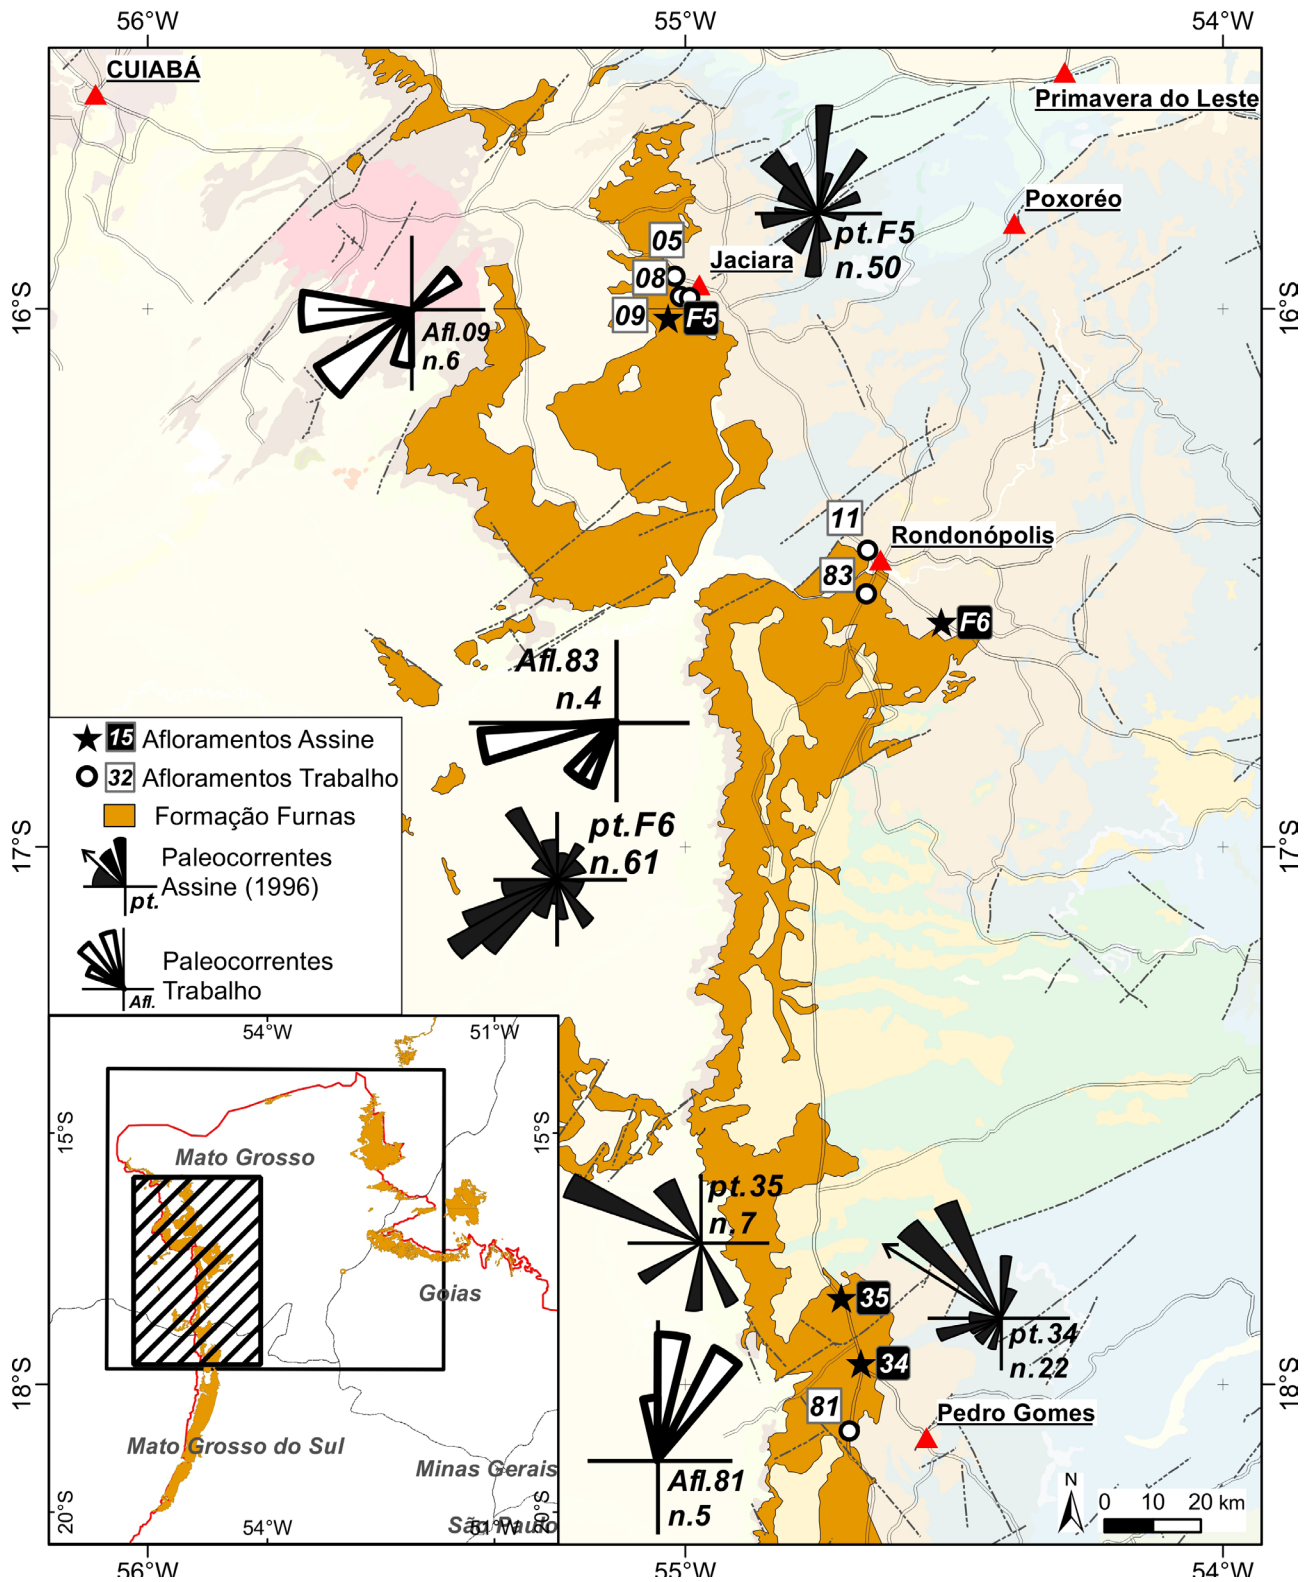 56°W 55°W 54°W
CUIABÁ
Primavera do Leste
Poxoréo
pt.F5
n.50
05
Jaciara
08
09
F5
16°S
16°S
Afl.09
n.6
11
Rondonópolis
83
F6
Afl.83
n.4
15 Afloramentos Assine
32 Afloramentos Trabalho
Formação Furnas
Paleocorrentes
Assine (1996)
pt.
Paleocorrentes
Trabalho
Afl.
pt.F6
n.61
17°S
17°S
54°W 51°W
15°S
15°S
Mato Grosso
Goias
Mato Grosso do Sul
Minas Gerais
São Paulo
20°S
20°S
54°W
51°W
pt.35
n.7
35
pt.34
n.22
34
18°S
18°S
81
Pedro Gomes
Afl.81
n.5
N
0 10 20 km
56°W 55°W 54°W